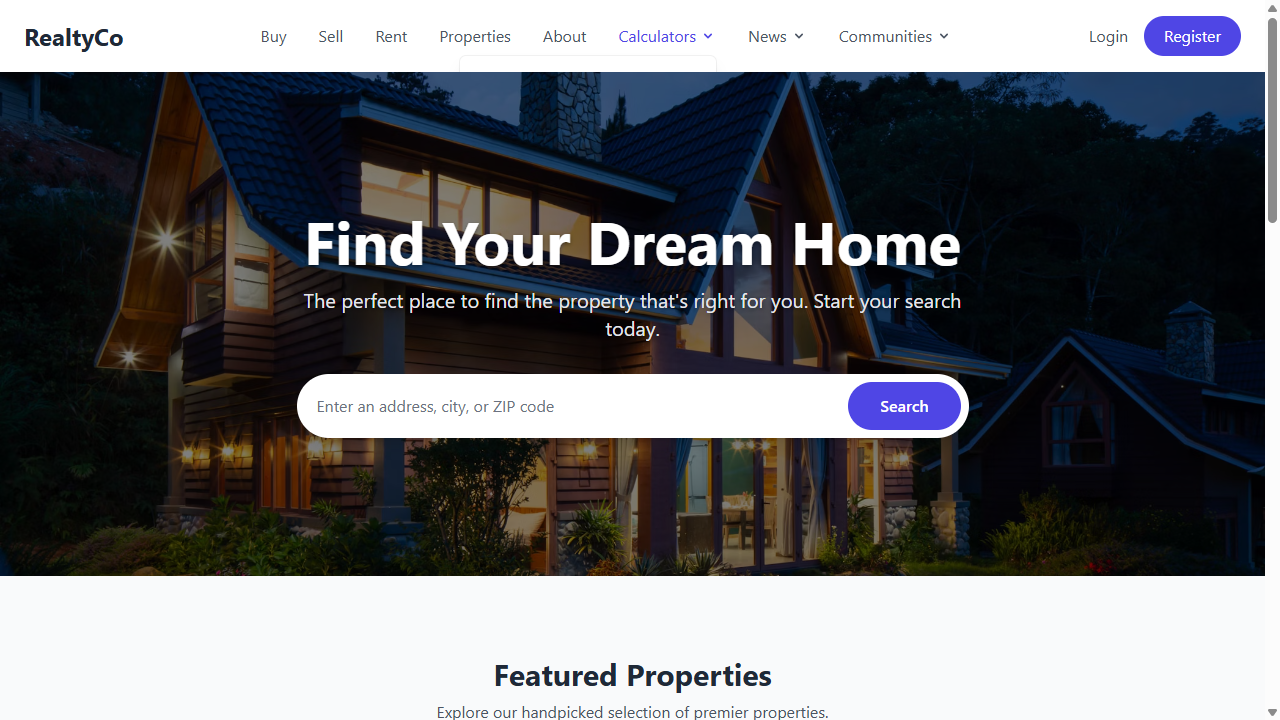 RealtyCo
Buy Sell Rent Properties About Calculators News Communities Login Register
Find Your Dream Home
The perfect place to find the property that's right for you. Start your search
today.
Enter an address, city, or ZIP code Search
Featured Properties
Explore our handpicked selection of premier properties.